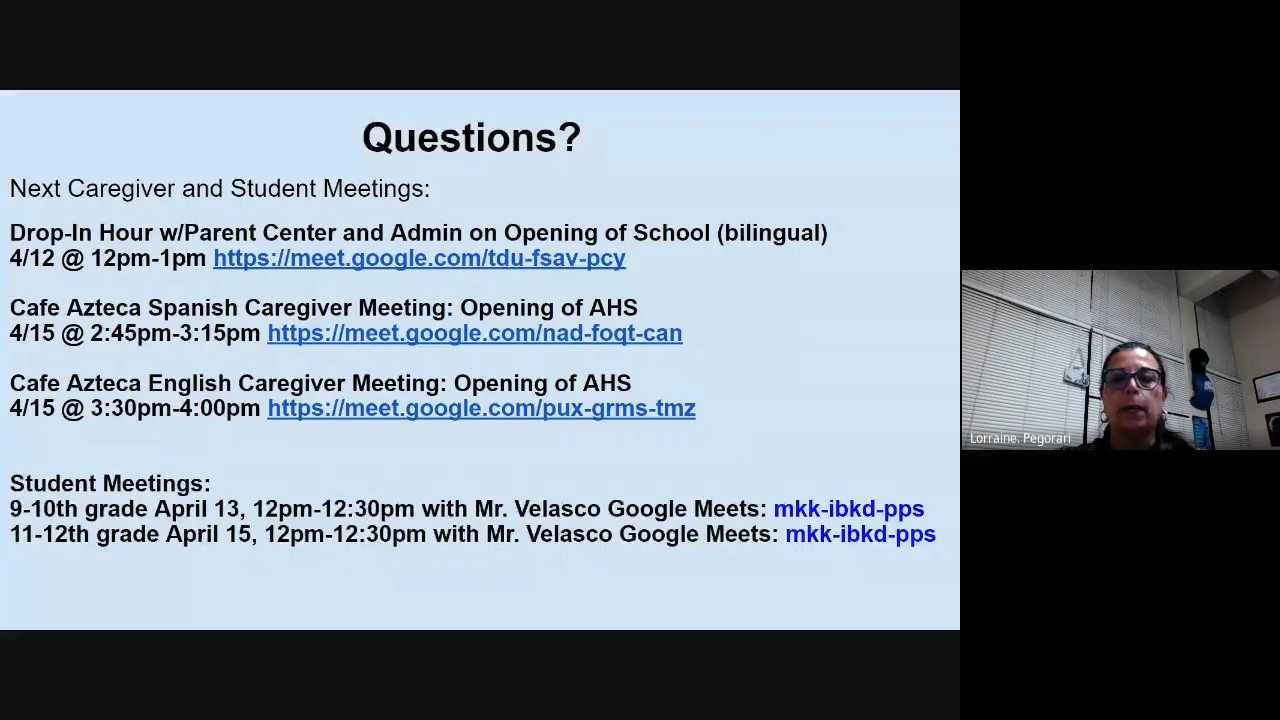 Questions?
Next Caregiver and Student Meetings:
Drop-In Hour w/Parent Center and Admin on Opening of School (bilingual)
4/12 @ 12pm-1pm https://meet.google.com/tdu-fsav-pcy
Cafe Azteca Spanish Caregiver Meeting: Opening of AHS
4/15 @ 2:45pm-3:15pm https://meet.google.com/nad-foqt-can
Cafe Azteca English Caregiver Meeting: Opening of AHS
4/15 @ 3:30pm-4:00pm https://meet.google.com/pux-grms-tmz
Student Meetings:
9-10th grade April 13, 12pm-12:30pm with Mr. Velasco Google Meets: mkk-ibkd-pps
11-12th grade April 15, 12pm-12:30pm with Mr. Velasco Google Meets: mkk-ibkd-pps
Lorraine. Pegorari